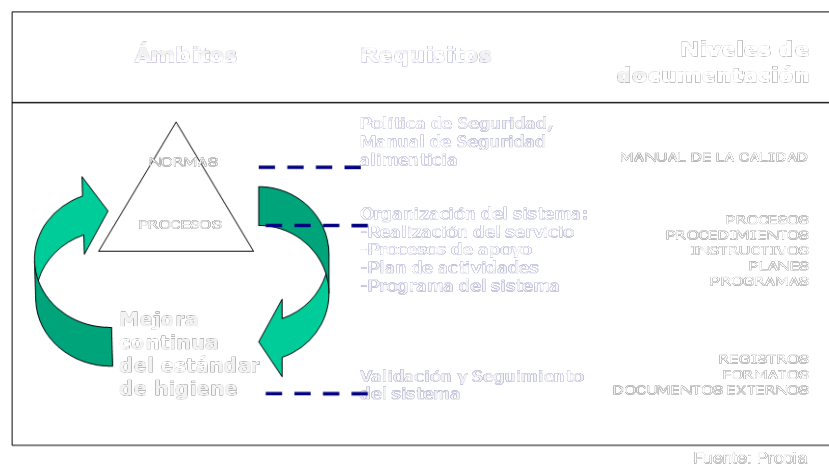 Ámbitos
Requisitos
Niveles de
documentación
NORMAS
PROCESOS
Mejora
continua
del estándar
de higiene
Política de Seguridad,
Manual de Seguridad
alimenticia
Organización del sistema:
-Realización del servicio
-Procesos de apoyo
-Plan de actividades
-Programa del sistema
Validación y Seguimiento
del sistema
MANUAL DE LA CALIDAD
PROCESOS
PROCEDIMIENTOS
INSTRUCTIVOS
PLANES
PROGRAMAS
REGISTROS
FORMATOS
DOCUMENTOS EXTERNOS
Fuente: Propia